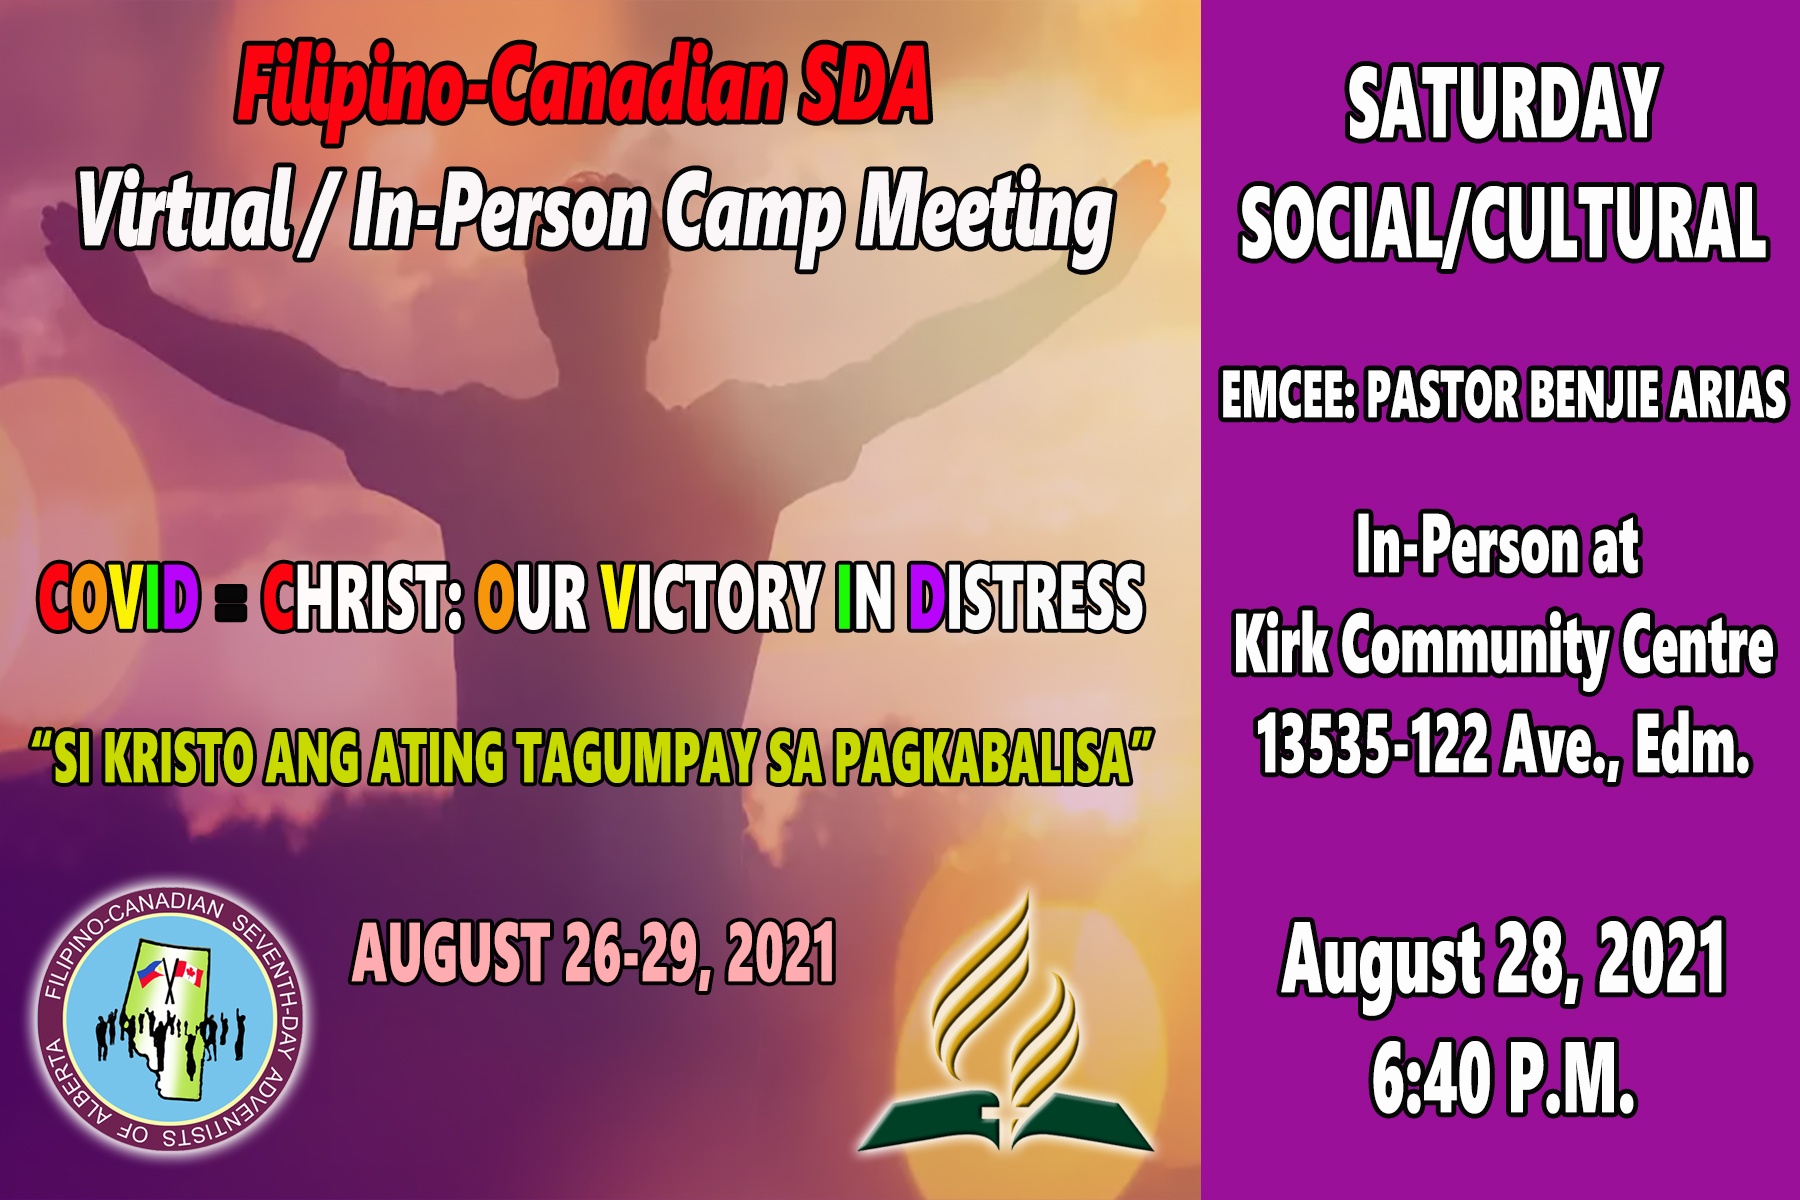 Filipino-Canadian SDA
Virtual / In-Person Camp Meeting
COVID = CHRIST: OUR VICTORY IN DISTRESS
“SI KRISTO ANG ATING TAGUMPAY SA PAGKABALISA”
AUGUST 26-29, 2021
FILIPINO-CANADIAN SEVENTH-DAY ADVENTISTS OF ALBERTA
SATURDAY
SOCIAL/CULTURAL
EMCEE: PASTOR BENJIE ARIAS
In-Person at
Kirk Community Centre
13535-122 Ave., Edm.
August 28, 2021
6:40 P.M.